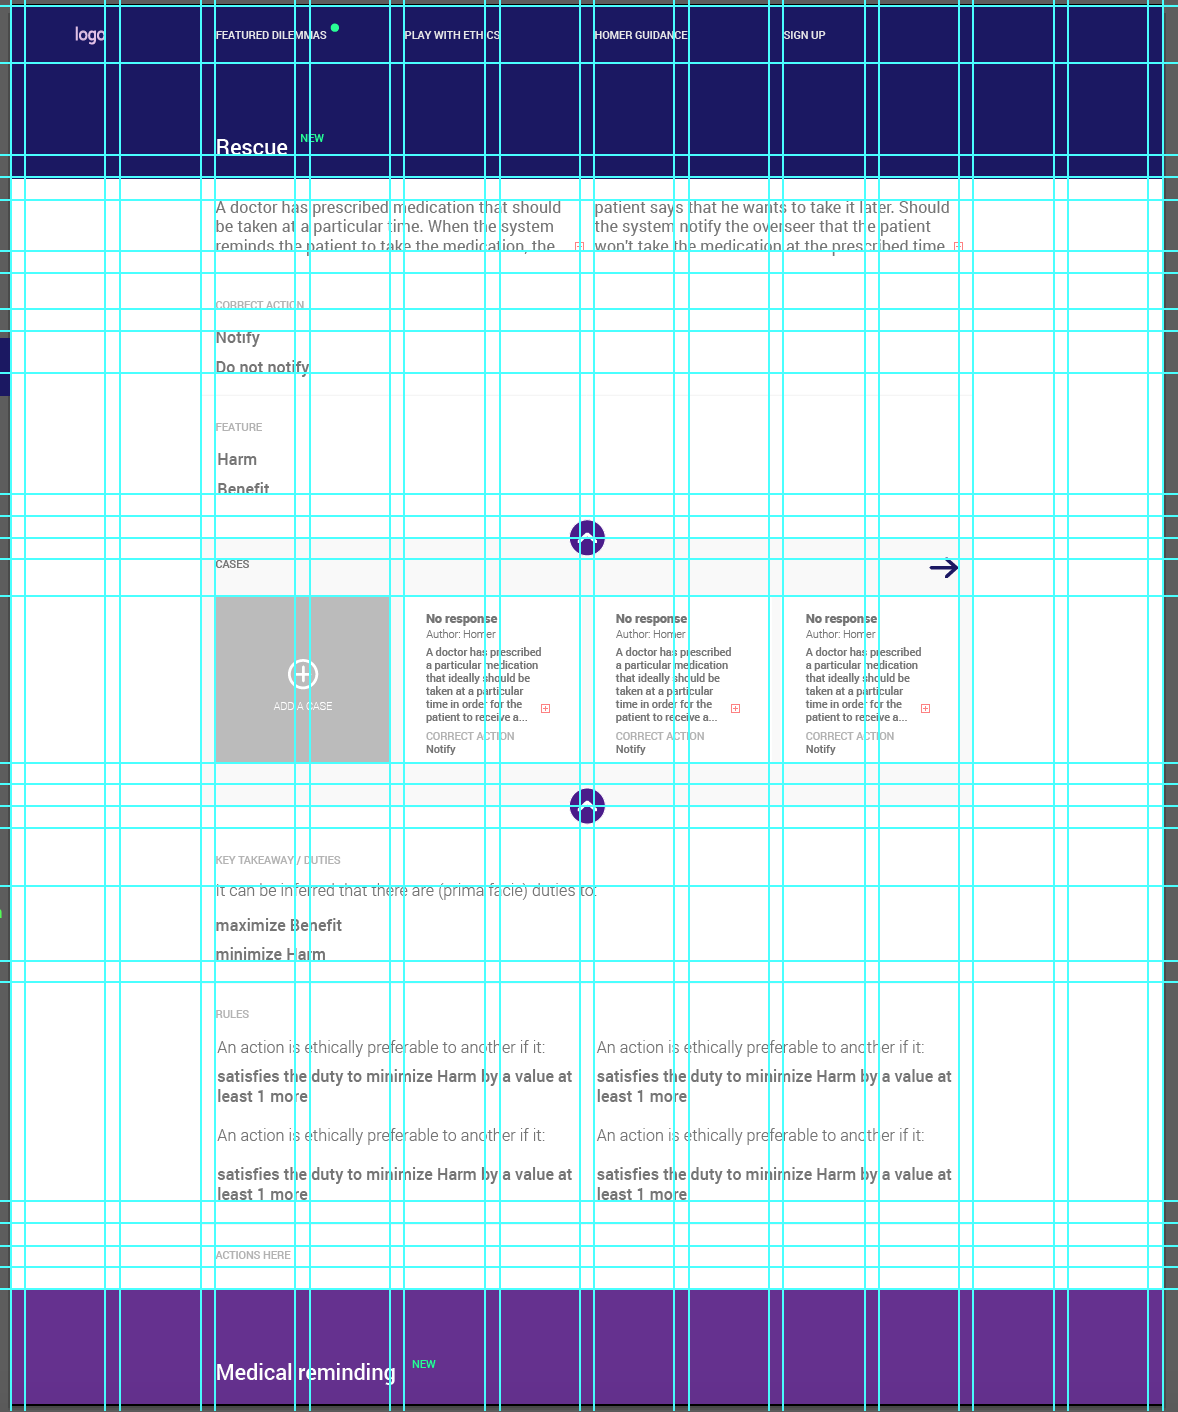 logo
FEATURED DILEMMAS
PLAY WITH ETHICS
HOMER GUIDANCE
SIGN UP
Rescue
NEW
A doctor has prescribed medication that should
be taken at a particular time. When the system
reminds the patient to take the medication, the
patient says that he wants to take it later. Should
the system notify the overseer that the patient
won't take the medication at the prescribed time
CORRECT ACTION
Notify
Do not notify
FEATURE
Harm
Benefit
CASES
ADD A CASE
No response
Author: Homer
A doctor has prescribed
a particular medication
that ideally should be
taken at a particular
time in order for the
patient to receive a...
CORRECT ACTION
Notify
No response
Author: Homer
A doctor has prescribed
a particular medication
that ideally should be
taken at a particular
time in order for the
patient to receive a...
CORRECT ACTION
Notify
No response
Author: Homer
A doctor has prescribed
a particular medication
that ideally should be
taken at a particular
time in order for the
patient to receive a...
CORRECT ACTION
Notify
KEY TAKEAWAY / DUTIES
It can be inferred that there are (prima facie) duties to:
maximize Benefit
minimize Harm
RULES
An action is ethically preferable to another if it:
satisfies the duty to minimize Harm by a value at
least 1 more
An action is ethically preferable to another if it:
satisfies the duty to minimize Harm by a value at
least 1 more
An action is ethically preferable to another if it:
satisfies the duty to minimize Harm by a value at
least 1 more
An action is ethically preferable to another if it:
satisfies the duty to minimize Harm by a value at
least 1 more
ACTIONS HERE
Medical reminding
NEW